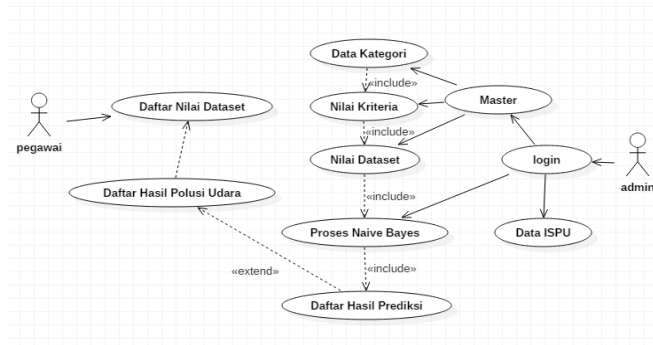 Data Kategori
«include»
Daftar Nilai Dataset
Nilai Kriteria
Master
pegawai
«include»
Nilai Dataset
login
admin
Daftar Hasil Polusi Udara
«include»
Proses Naive Bayes
Data ISPU
«extend»
«include»
Daftar Hasil Prediksi